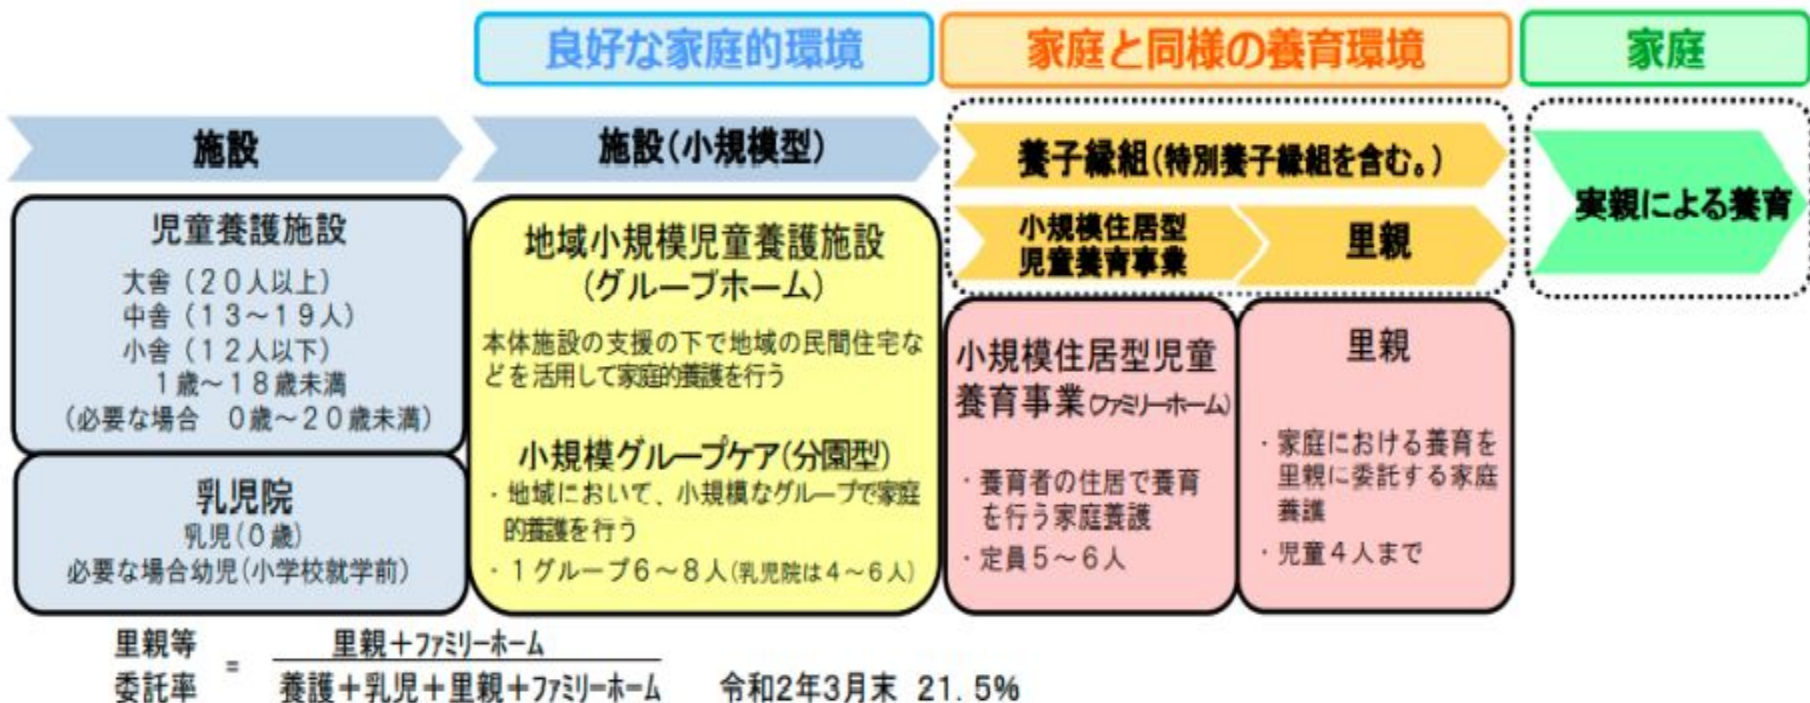 良好な家庭的環境
家庭と同様の養育環境
家庭
施設
施設(小規模型)
養子縁組(特別養子縁組を含む。)
小規模住居型
児童養育事業
里親
実親による養育
児童養護施設
大舎(20人以上)
中舎(13~19人)
小舎(12人以下)
1歳~18歳未満
(必要な場合 0歳~20歳未満)
乳児院
乳児(0歳)
必要な場合幼児(小学校就学前)
地域小規模児童養護施設
(グループホーム)
本体施設の支援の下で地域の民間住宅な
どを活用して家庭的養護を行う
小規模グループケア(分園型)
・地域において、小規模なグループで家庭
的養護を行う
・1グループ6~8人(乳児院は4~6人)
小規模住居型児童
養育事業(ファミリーホーム)
・養育者の住居で養育
を行う家庭養護
・定員5~6人
里親
・家庭における養育を
里親に委託する家庭
養護
・児童4人まで
里親等
委託率
=
里親+ファミリーホーム
養護+乳児+里親+ファミリーホーム
令和2年3月末 21.5%